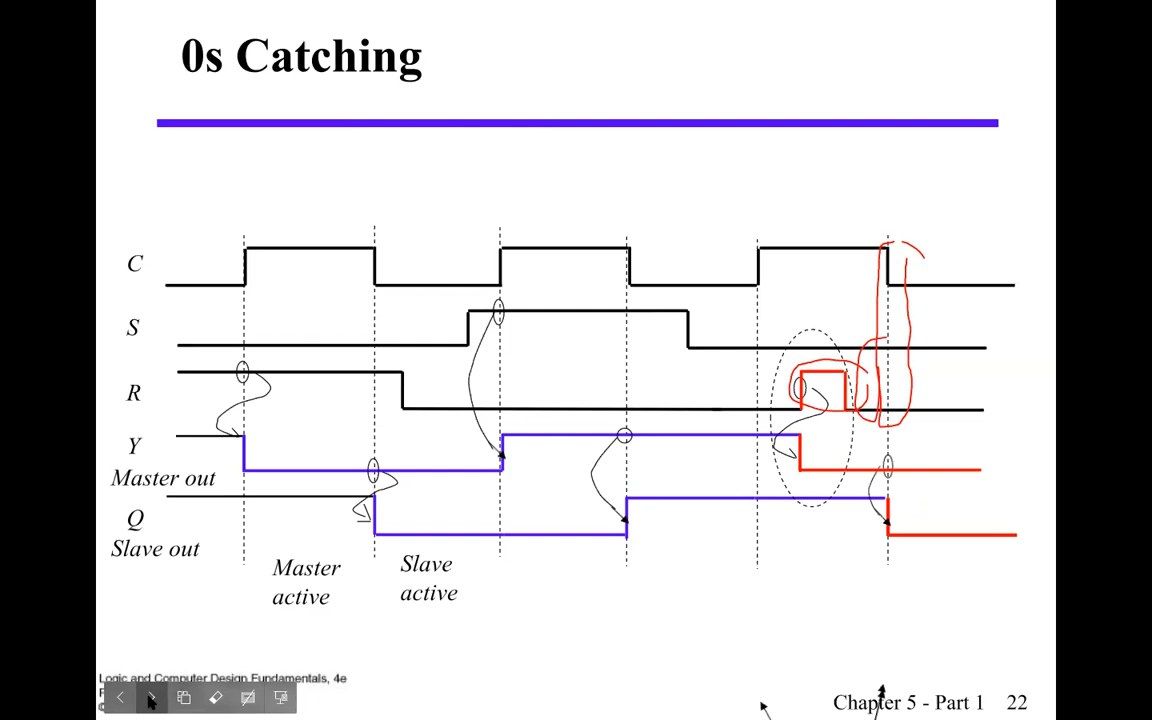 0s Catching
C
S
R
Y
Master out
Q
Slave out
Master
active
Slave
active
Logic and Computer Design Fundamentals, 4e
Chapter 5 - Part 1 22